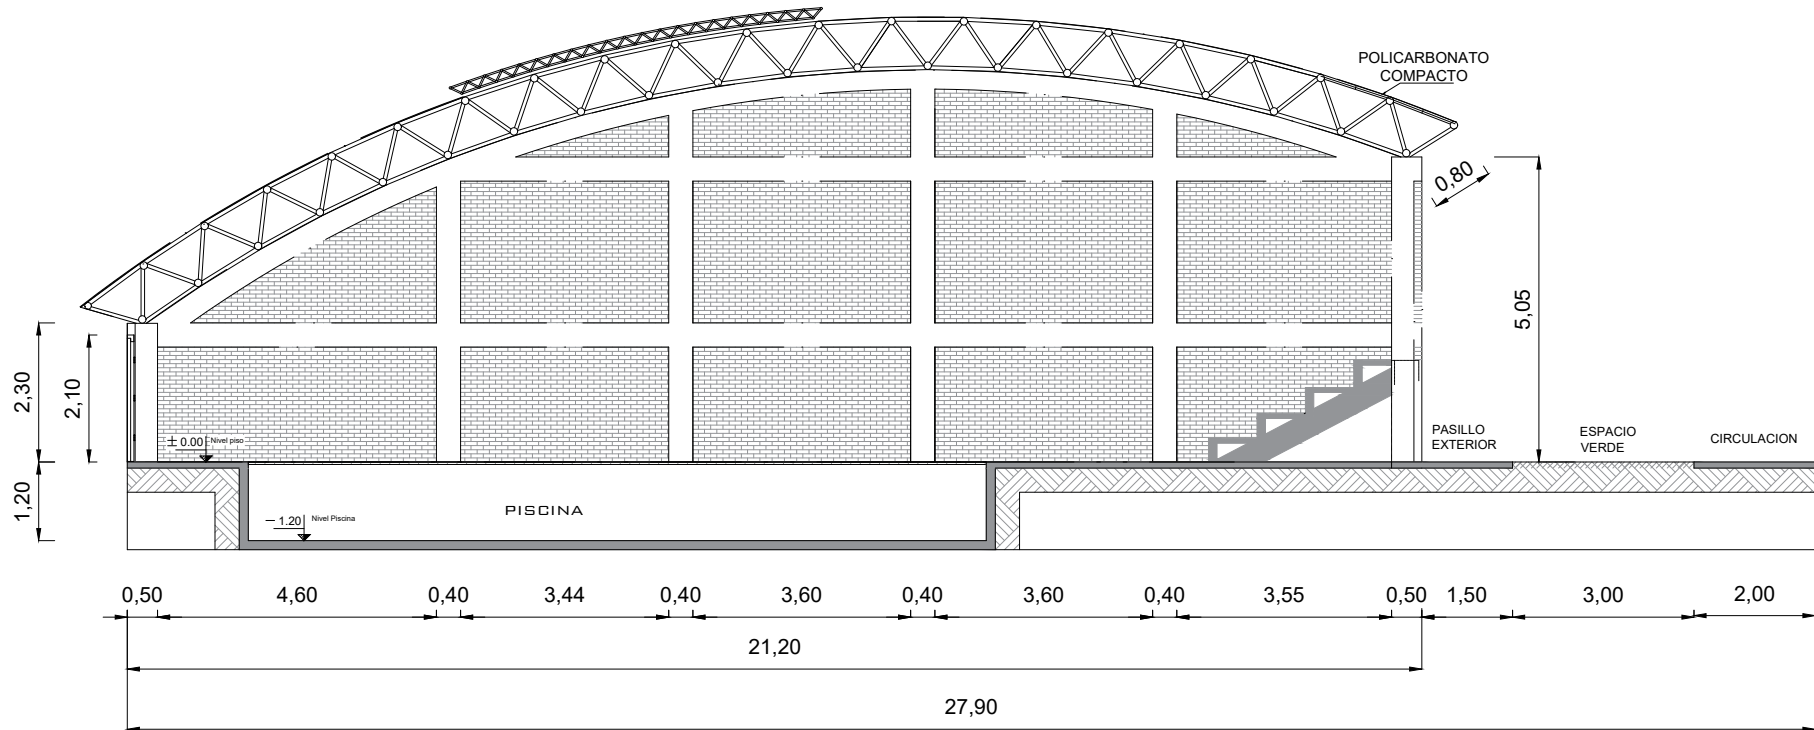 POLICARBONATO
COMPACTO
0,80
5,05
2,30
2,10
1,20
± 0.00
Nivel piso
PISCINA
− 1.20
Nivel Piscina
PASILLO
EXTERIOR
ESPACIO
VERDE
CIRCULACION
0,50
4,60
0,40
3,44
0,40
3,60
0,40
3,60
0,40
3,55
0,50
1,50
3,00
2,00
21,20
27,90